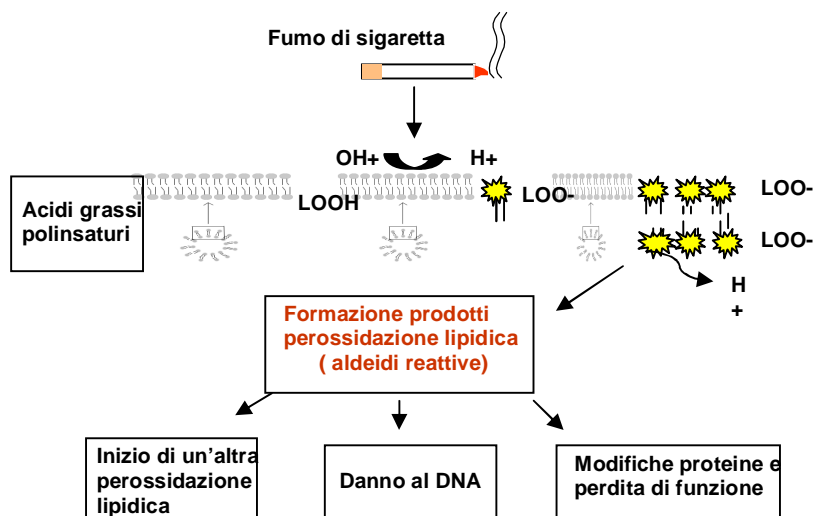 Fumo di sigaretta
OH+ H+
Acidi grassi
polinsaturi
LOOH
LOO-
LOO-
LOO-
H
+
Formazione prodotti
perossidazione lipidica
( aldeidi reattive)
Inizio di un'altra
perossidazione
lipidica
Danno al DNA
Modifiche proteine e
perdita di funzione